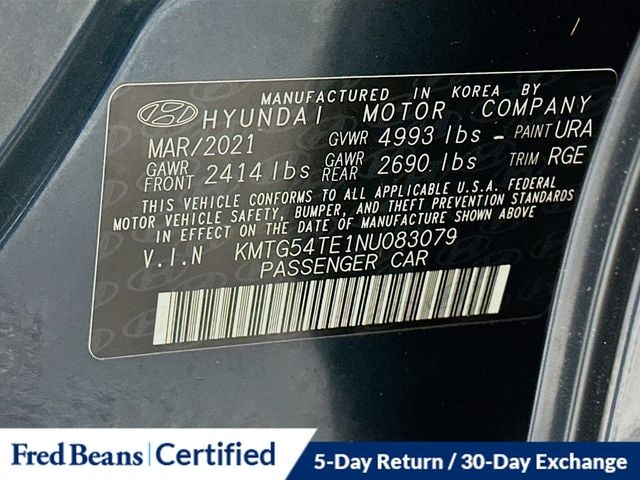 MANUFACTURED IN KOREA BY
HYUNDAI MOTOR COMPANY
MAR/2021 GVWR 4993 lbs - PAINT URA
GAWR FRONT 2414 lbs GAWR REAR 2690 lbs TRIM RGE
THIS VEHICLE CONFORMS TO ALL APPLICABLE U.S.A. FEDERAL
MOTOR VEHICLE SAFETY, BUMPER, AND THEFT PREVENTION STANDARDS
IN EFFECT ON THE DATE OF MANUFACTURE SHOWN ABOVE.
V.I.N KMTG54TE1NU083079
PASSENGER CAR
Fred Beans Certified
5-Day Return / 30-Day Exchange